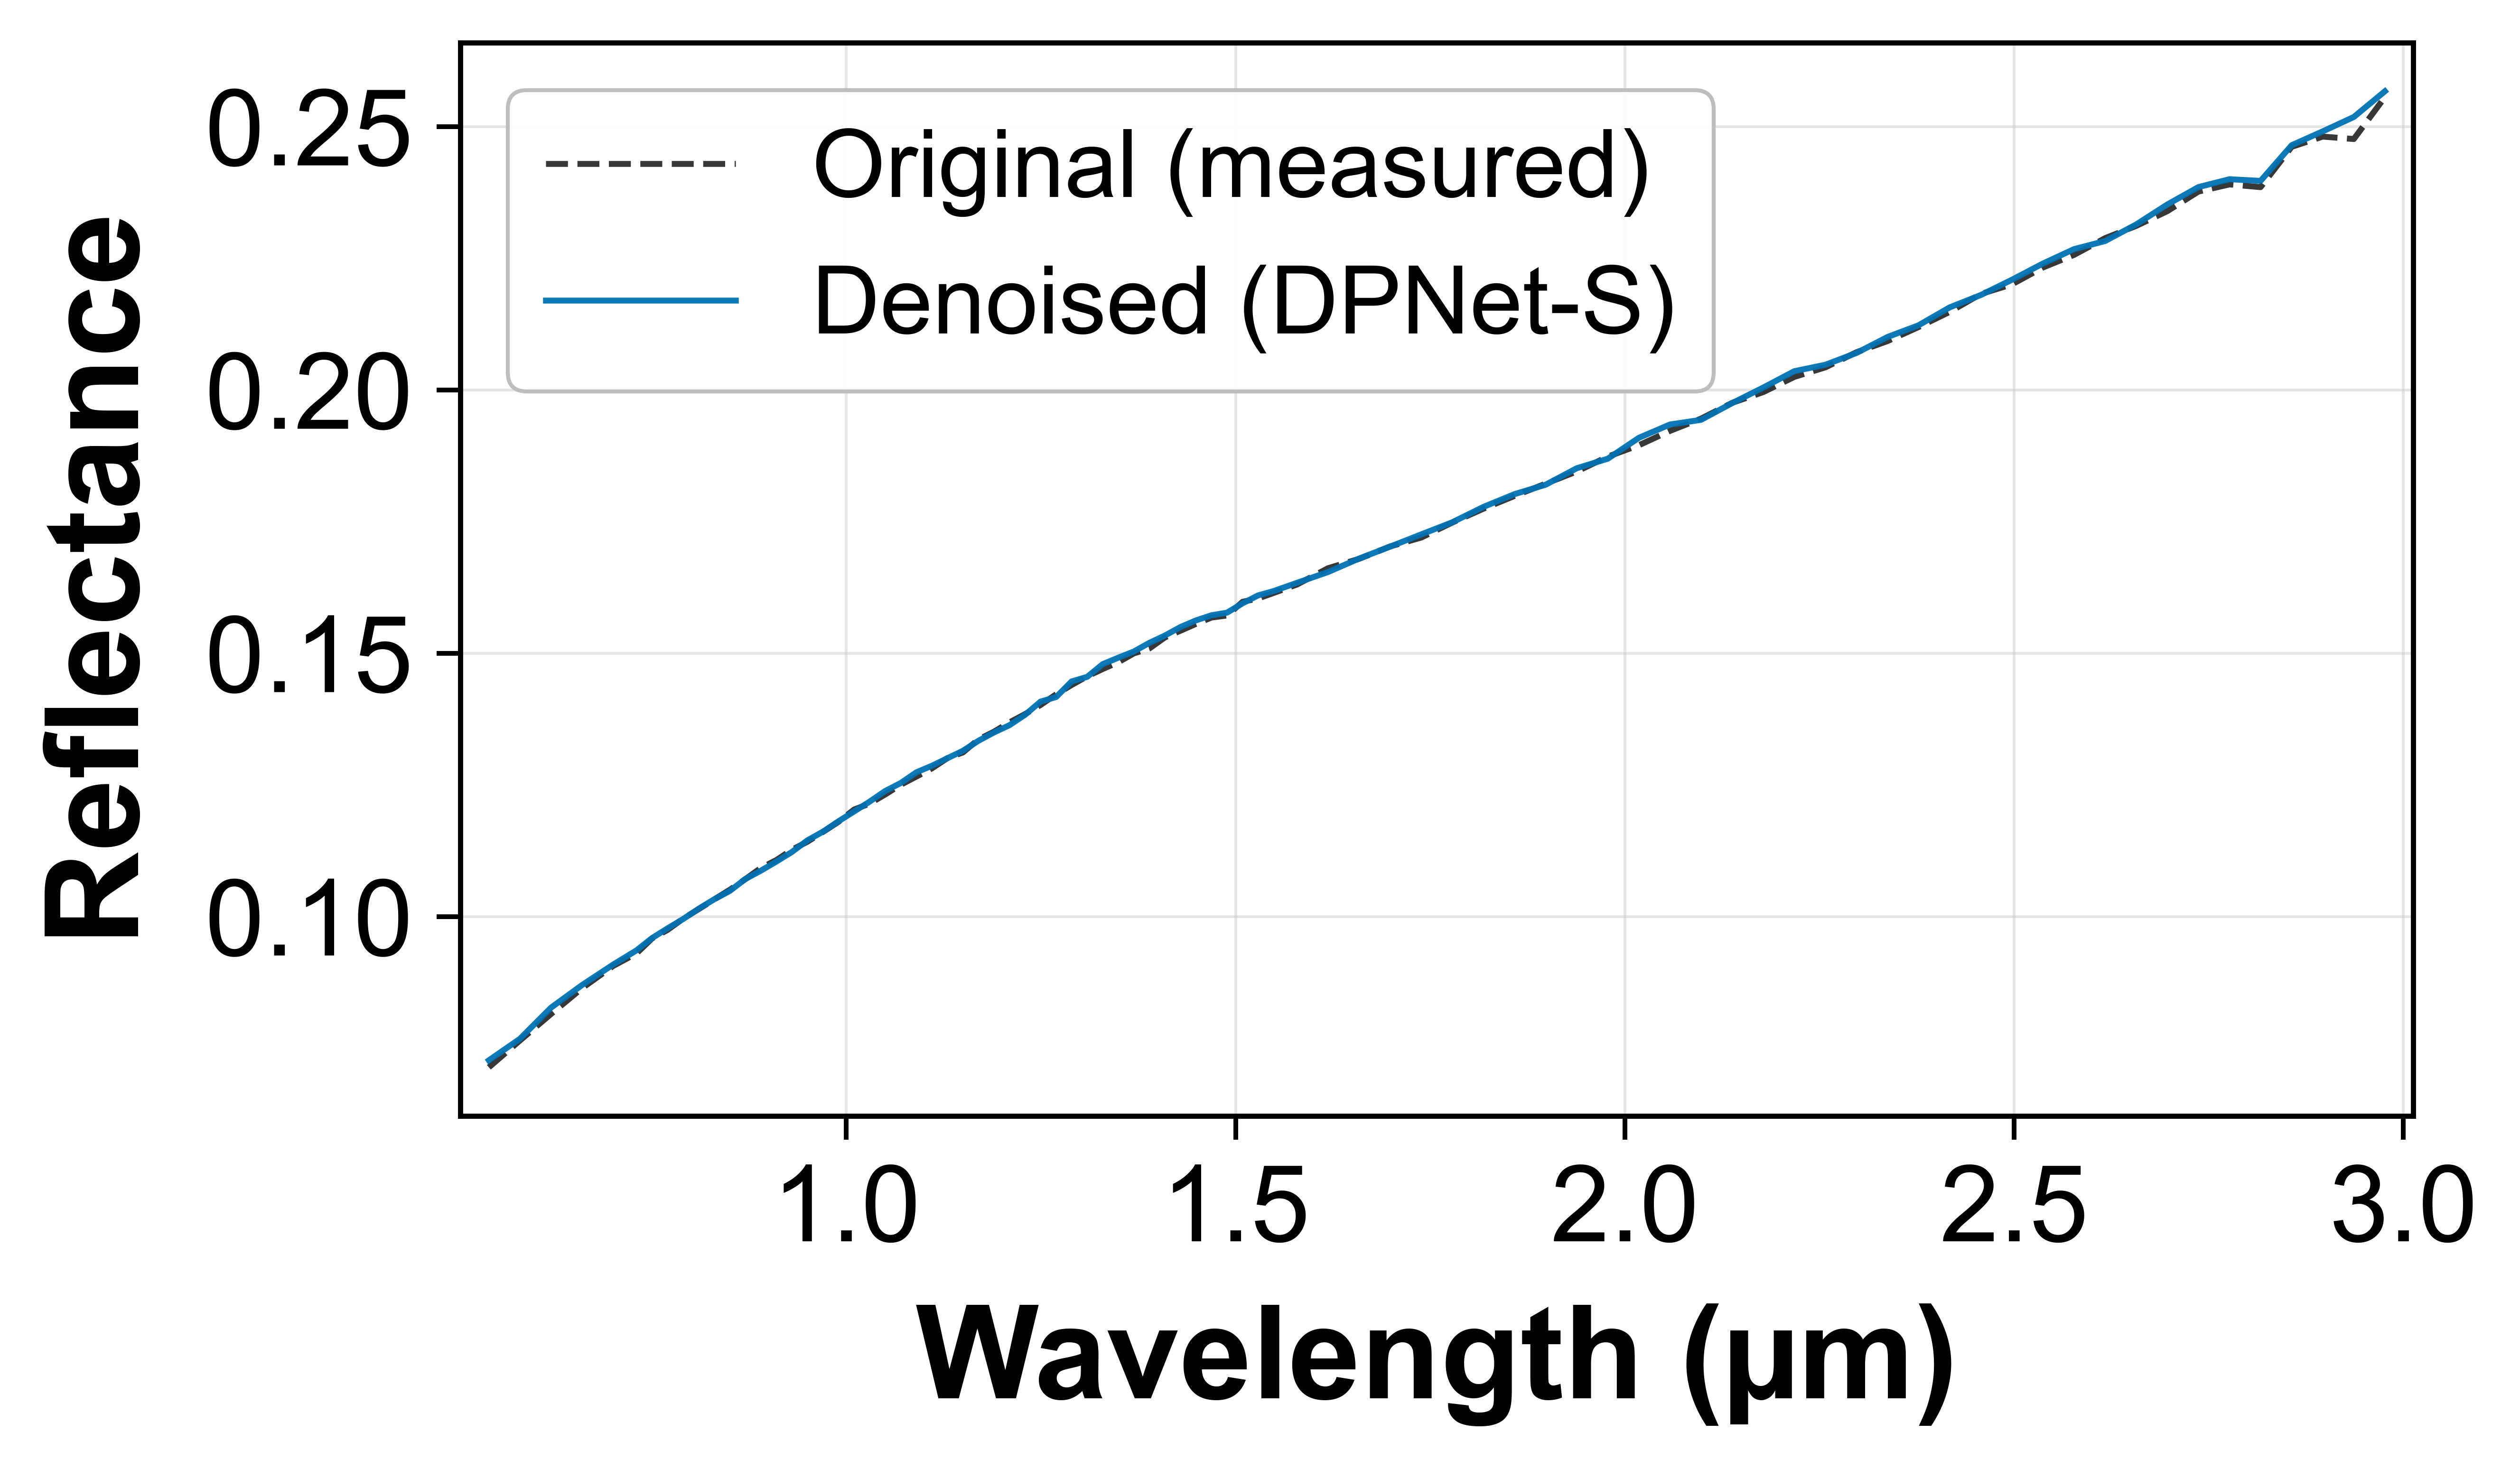 Reflectance
0.25
0.20
0.15
0.10
Original (measured)
Denoised (DPNet-S)
1.0 1.5 2.0 2.5 3.0
Wavelength (μm)